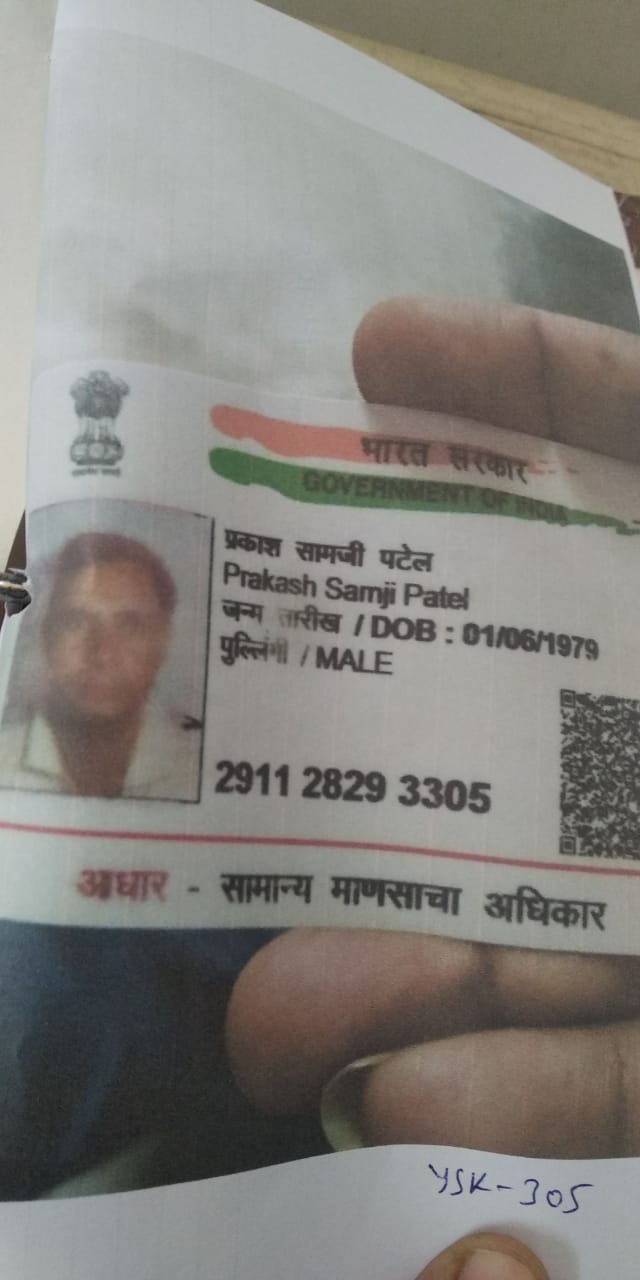 भारत सरकार
GOVERNMENT OF INDIA
प्रकाश सामजी पटेल
Prakash Samji Patel
जन्म तारीख / DOB : 01/06/1979
पुल्लिंगी / MALE
2911 2829 3305
आधार - सामान्य माणसाचा अधिकार
YSK-305